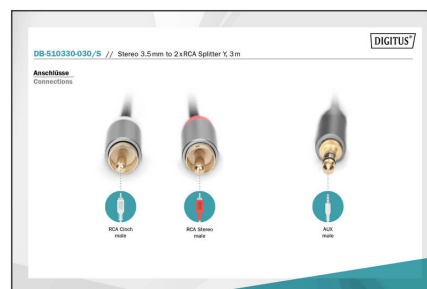 DIGITUS®
DB-510330-030/S // Stereo 3.5mm to 2xRCA Splitter Y, 3m
Anschlüsse
Connections
RCA Cinch
male
RCA Stereo
male
AUX
male